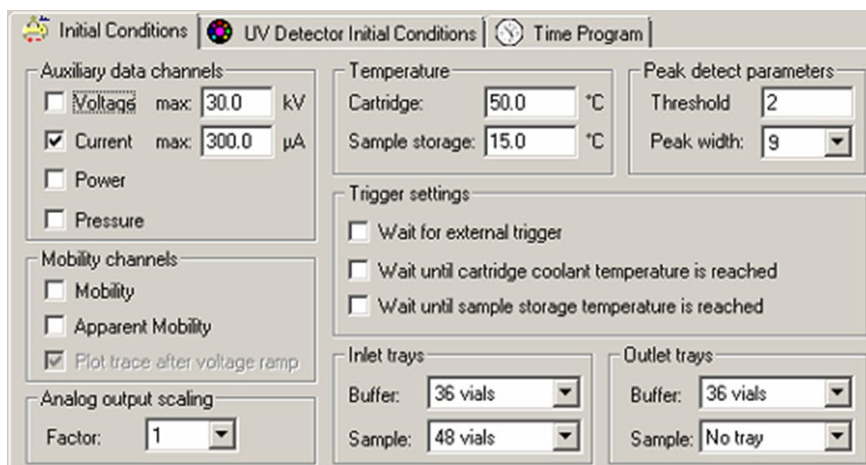 Initial Conditions UV Detector Initial Conditions Time Program
Auxiliary data channels
Voltage max: 30.0 kV
Current max: 300.0 µA
Power
Pressure
Mobility channels
Mobility
Apparent Mobility
Plot trace after voltage ramp
Analog output scaling
Factor: 1
Temperature
Cartridge: 50.0 °C
Sample storage: 15.0 °C
Peak detect parameters
Threshold 2
Peak width: 9
Trigger settings
Wait for external trigger
Wait until cartridge coolant temperature is reached
Wait until sample storage temperature is reached
Inlet trays
Buffer: 36 vials
Sample: 48 vials
Outlet trays
Buffer: 36 vials
Sample: No tray